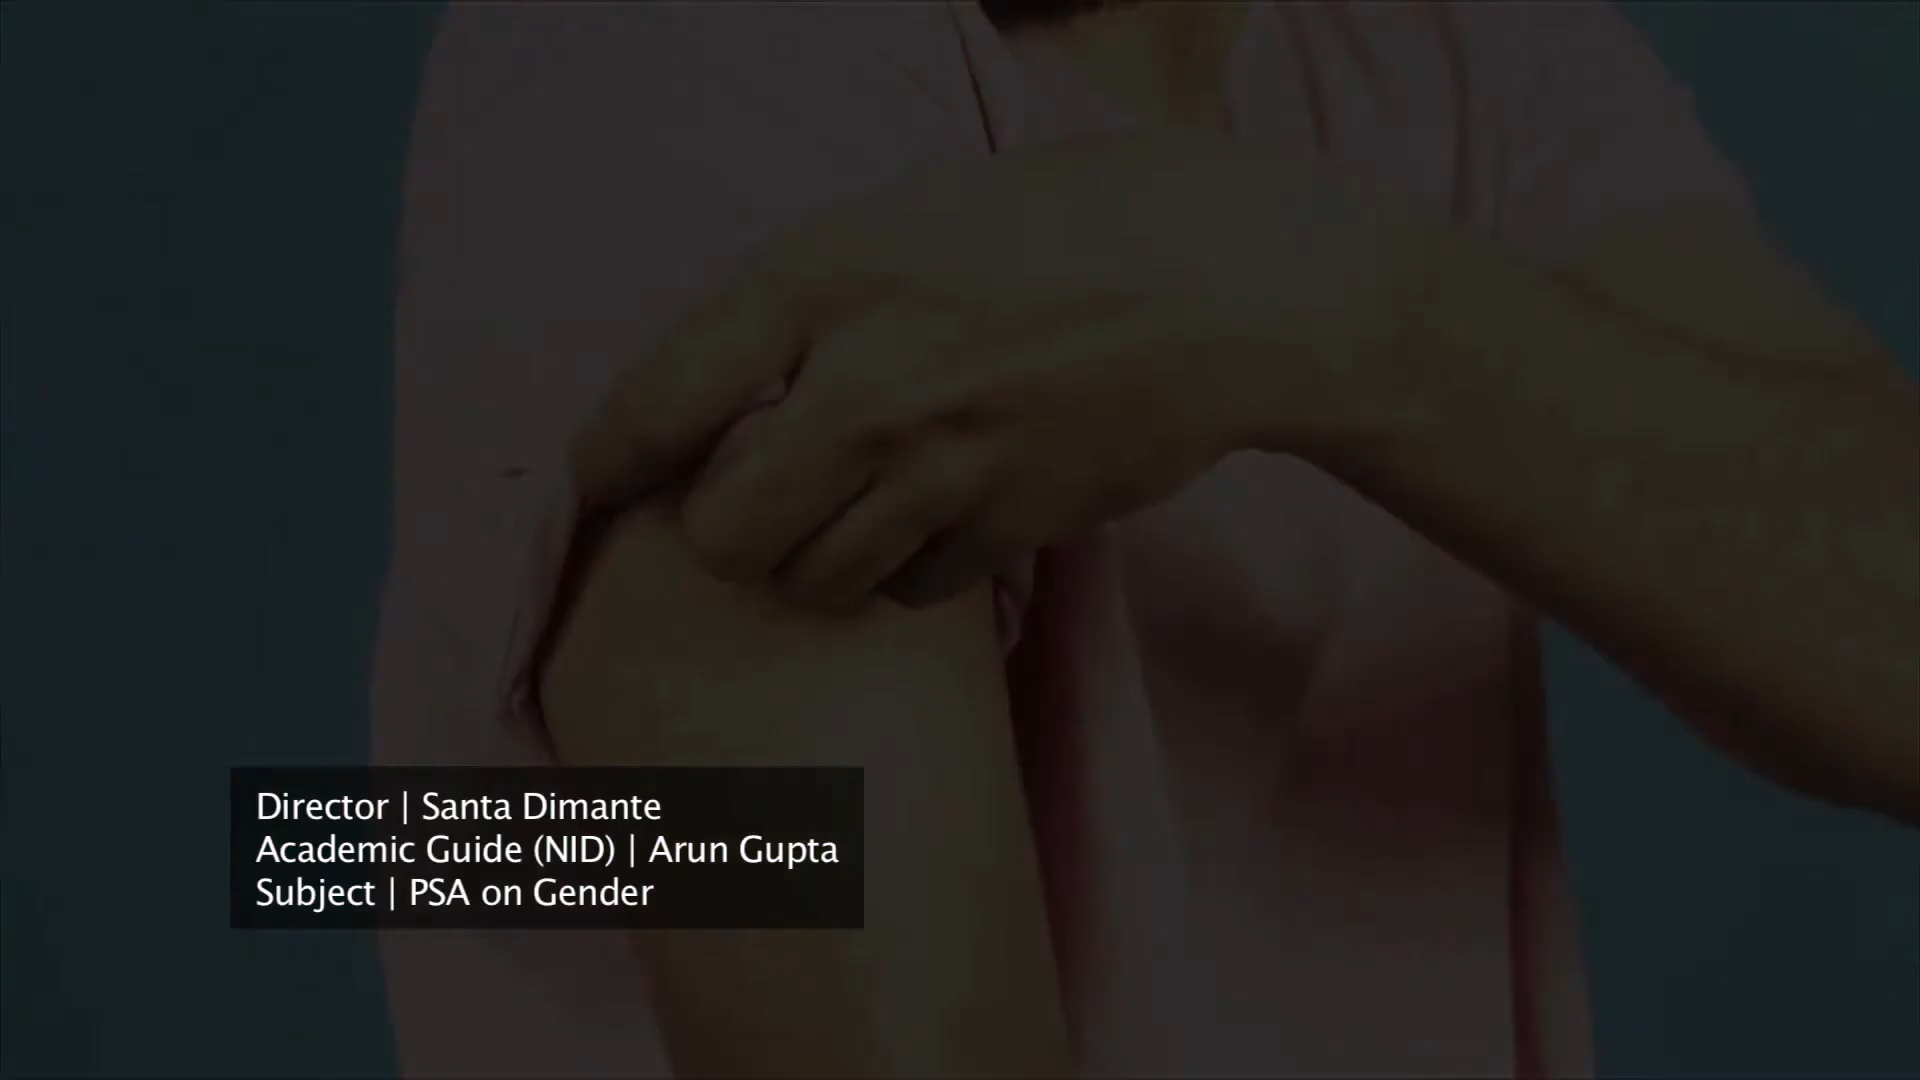 Director | Santa Dimante
Academic Guide (NID) | Arun Gupta
Subject | PSA on Gender